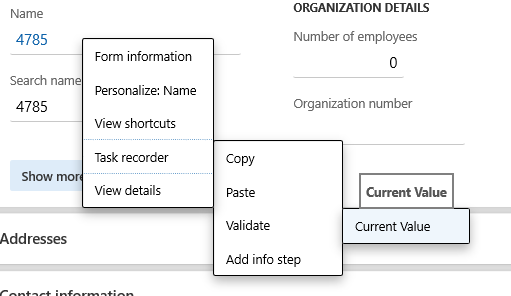 Name
4785
Search name
4785
Show more
ORGANIZATION DETAILS
Number of employees
0
Organization number
Form information
Personalize: Name
View shortcuts
Task recorder
View details
Copy
Paste
Validate
Add info step
Current Value
Current Value
Addresses
Contact information